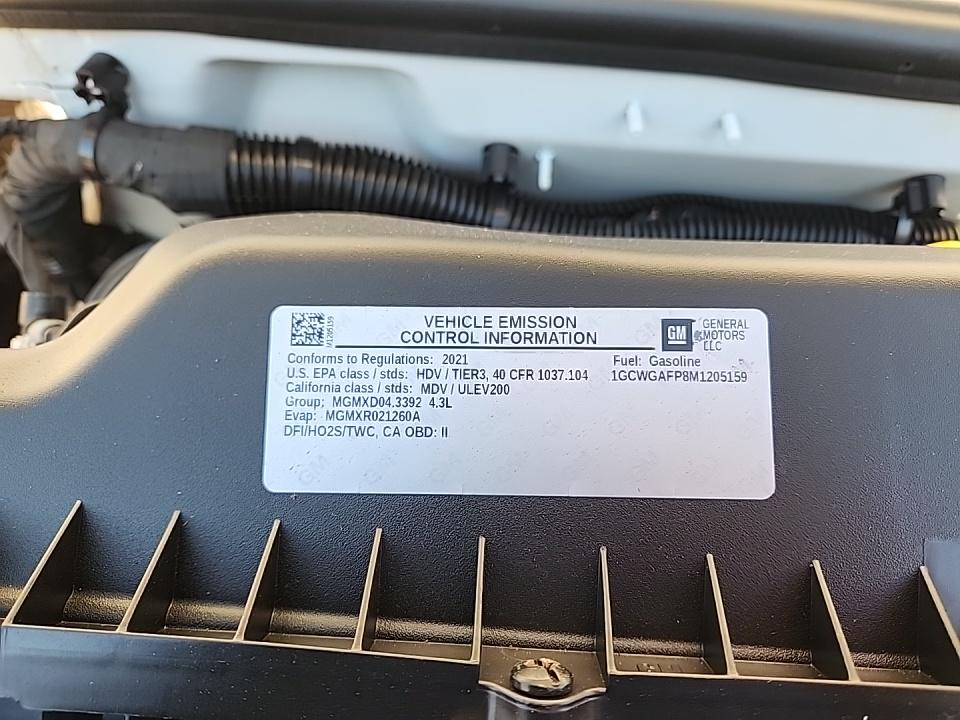 M1205159
VEHICLE EMISSION
CONTROL INFORMATION
GM
GENERAL
MOTORS
LLC
Conforms to Regulations: 2021
Fuel: Gasoline
U.S. EPA class / stds: HDV / TIER3, 40 CFR 1037.104
1GCWGAFP8M1205159
California class / stds: MDV / ULEV200
Group: MGMXD04.3392 4.3L
Evap: MGMXR021260A
DFI/HO2S/TWC, CA OBD: II